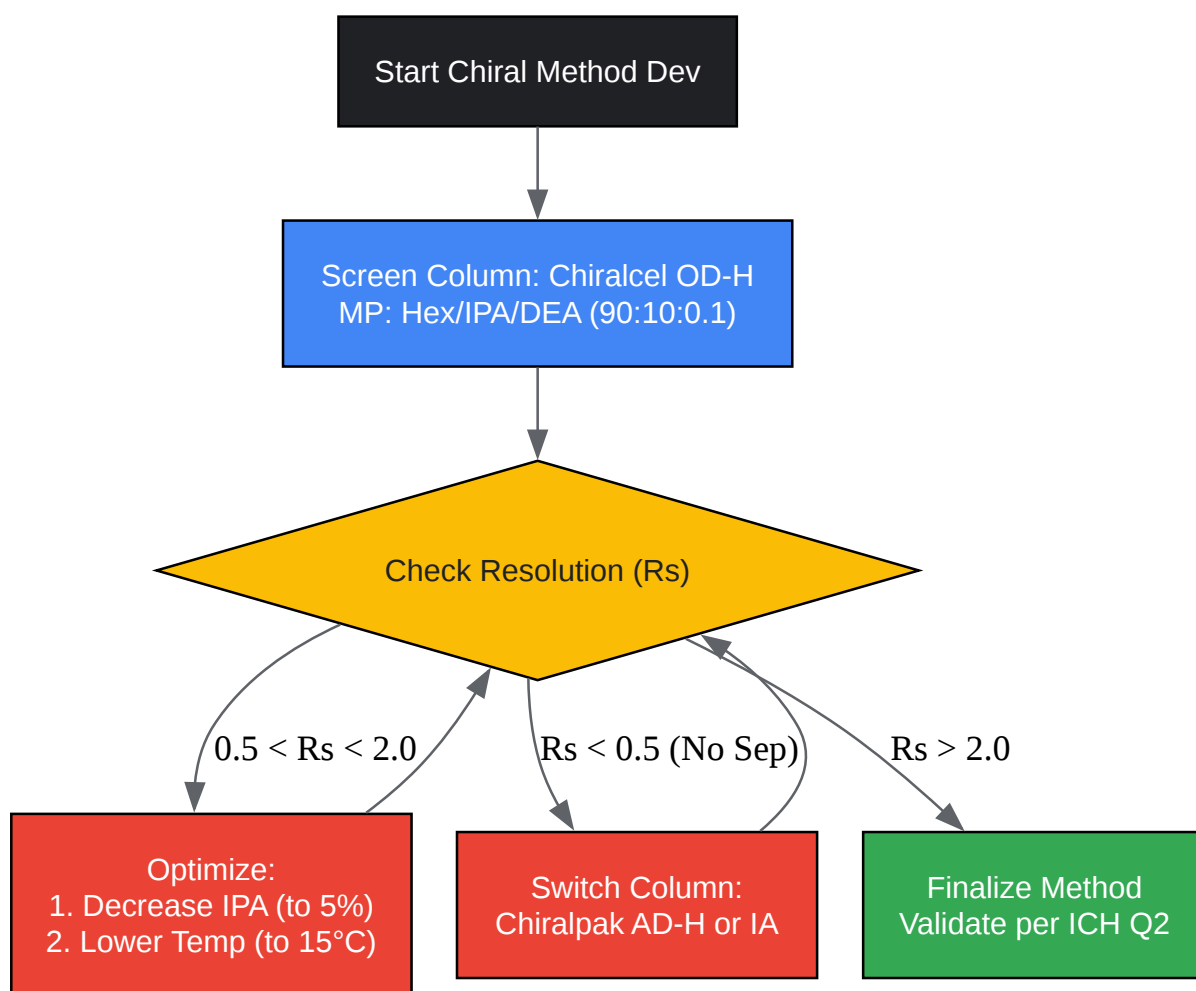 Start Chiral Method Dev
Screen Column: Chiralcel OD-H
MP: Hex/IPA/DEA (90:10:0.1)
Check Resolution (Rs)
0.5 < Rs < 2.0
Rs < 0.5 (No Sep)
Rs > 2.0
Optimize:
1. Decrease IPA (to 5%)
2. Lower Temp (to 15°C)
Switch Column:
Chiralpak AD-H or IA
Finalize Method
Validate per ICH Q2